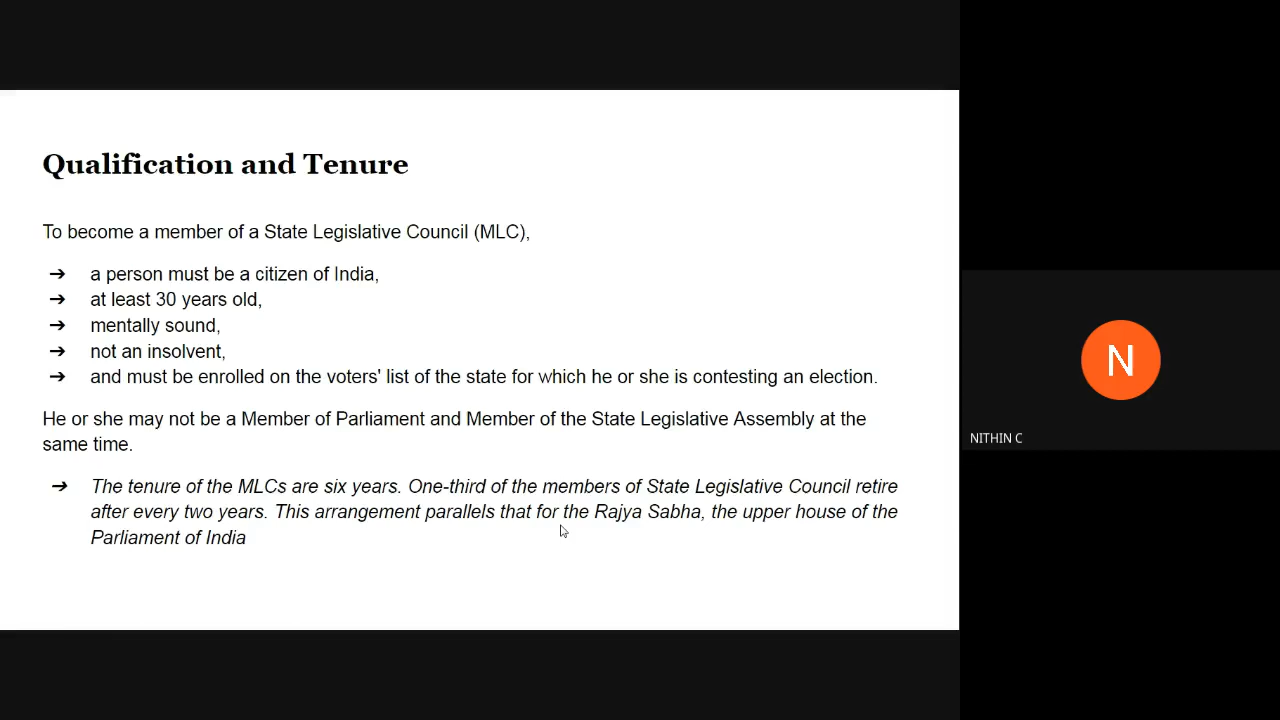 Qualification and Tenure
To become a member of a State Legislative Council (MLC),
➔ a person must be a citizen of India,
➔ at least 30 years old,
➔ mentally sound,
➔ not an insolvent,
➔ and must be enrolled on the voters' list of the state for which he or she is contesting an election.
He or she may not be a Member of Parliament and Member of the State Legislative Assembly at the
same time.
➔ The tenure of the MLCs are six years. One-third of the members of State Legislative Council retire
after every two years. This arrangement parallels that for the Rajya Sabha, the upper house of the
Parliament of India
N
NITHIN C